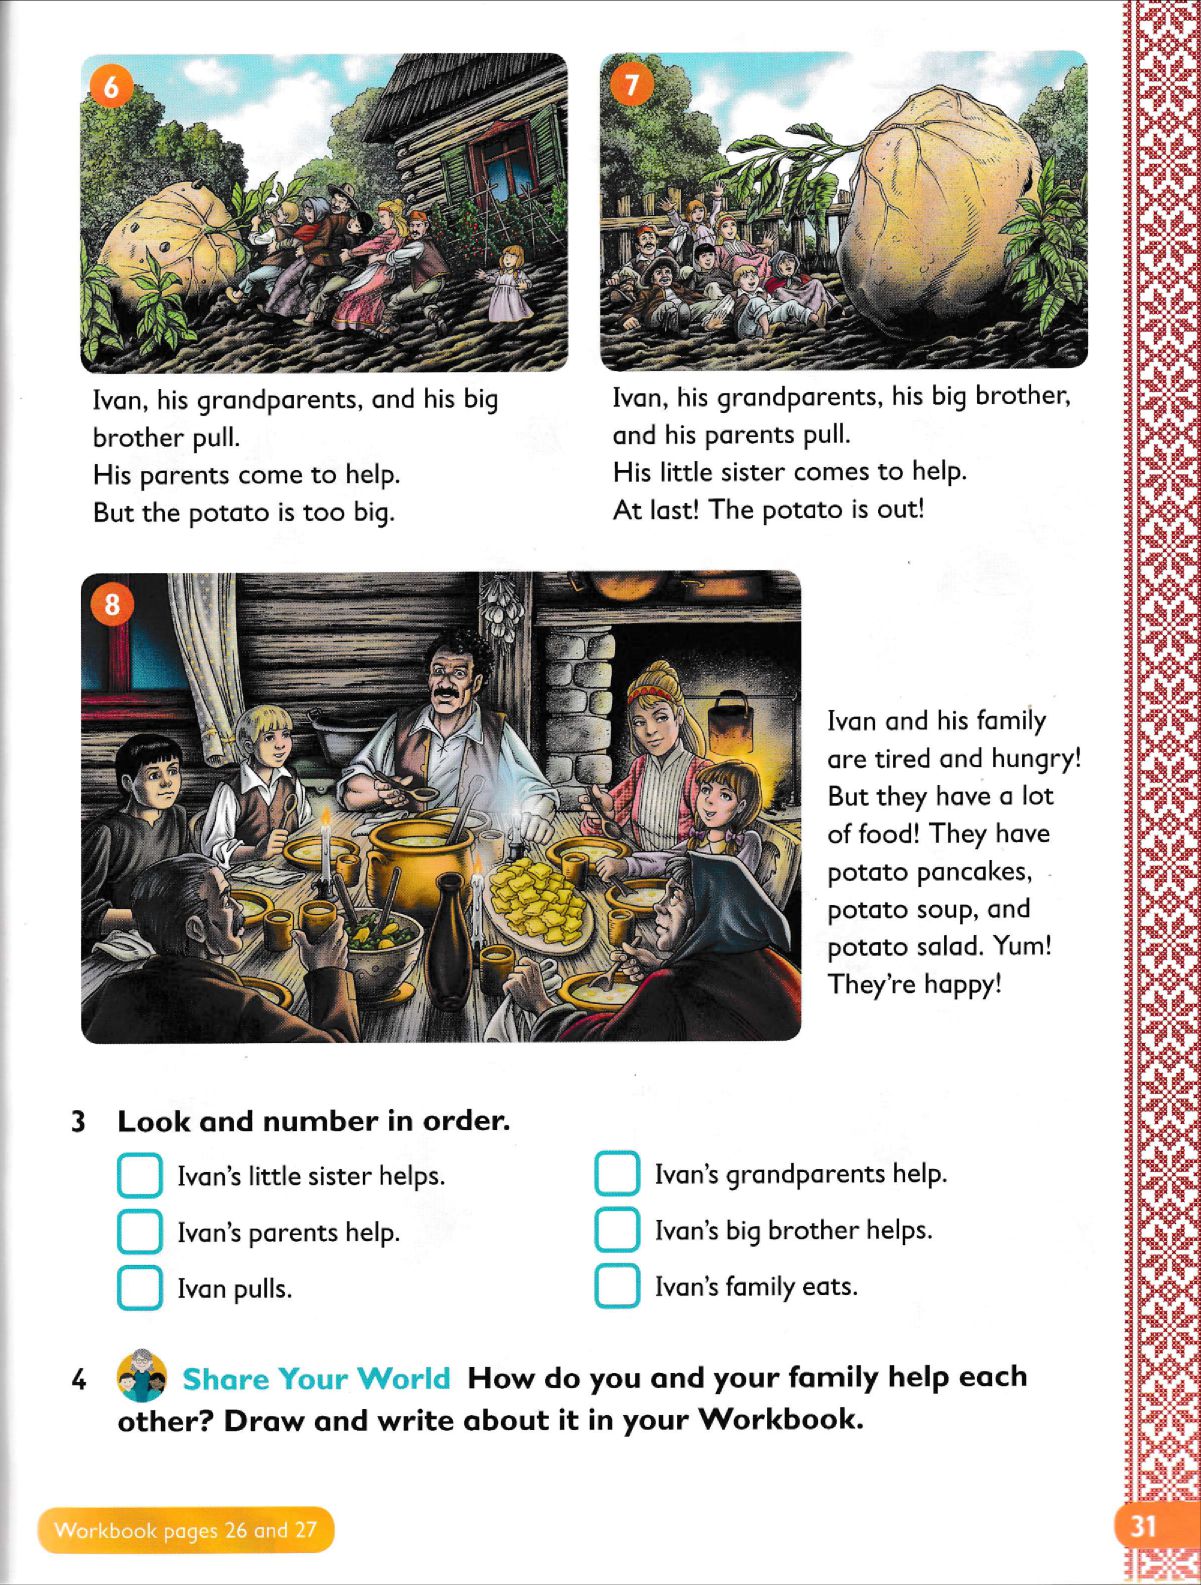 6
Ivan, his grandparents, and his big
brother pull.
His parents come to help.
But the potato is too big.
7
Ivan, his grandparents, his big brother,
and his parents pull.
His little sister comes to help.
At last! The potato is out!
8
Ivan and his family
are tired and hungry!
But they have a lot
of food! They have
potato pancakes,
potato soup, and
potato salad. Yum!
They're happy!
3 Look and number in order.
Ivan's little sister helps.
Ivan's parents help.
Ivan pulls.
Ivan's grandparents help.
Ivan's big brother helps.
Ivan's family eats.
4 Share Your World How do you and your family help each
other? Draw and write about it in your Workbook.
Workbook pages 26 and 27
31